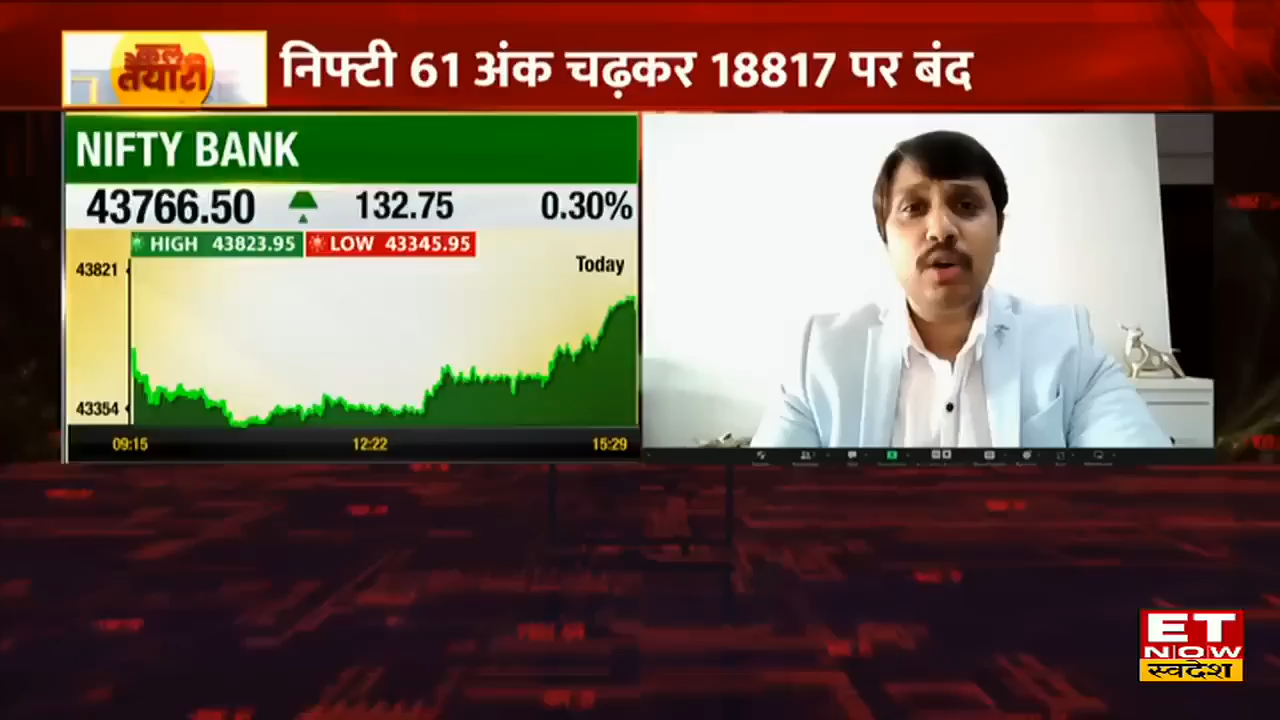 कल की
तैयारी
निफ्टी 61 अंक चढ़कर 18817 पर बंद
NIFTY BANK
43766.50 132.75 0.30%
HIGH 43823.95 LOW 43345.95
Today
43821
43354
09:15 12:22 15:29
ET
NOW
स्वदेश